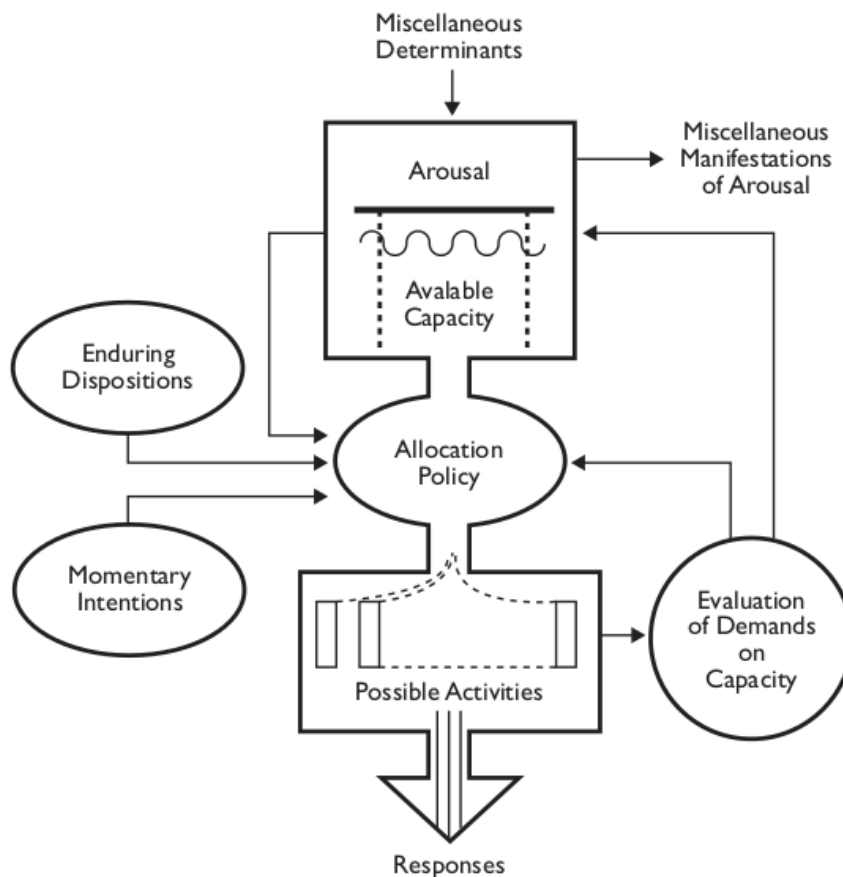 Miscellaneous
Determinants
Miscellaneous
Manifestations
of Arousal
Arousal
Avalable
Capacity
Enduring
Dispositions
Allocation
Policy
Momentary
Intentions
Evaluation
of Demands
on
Capacity
Possible Activities
Responses